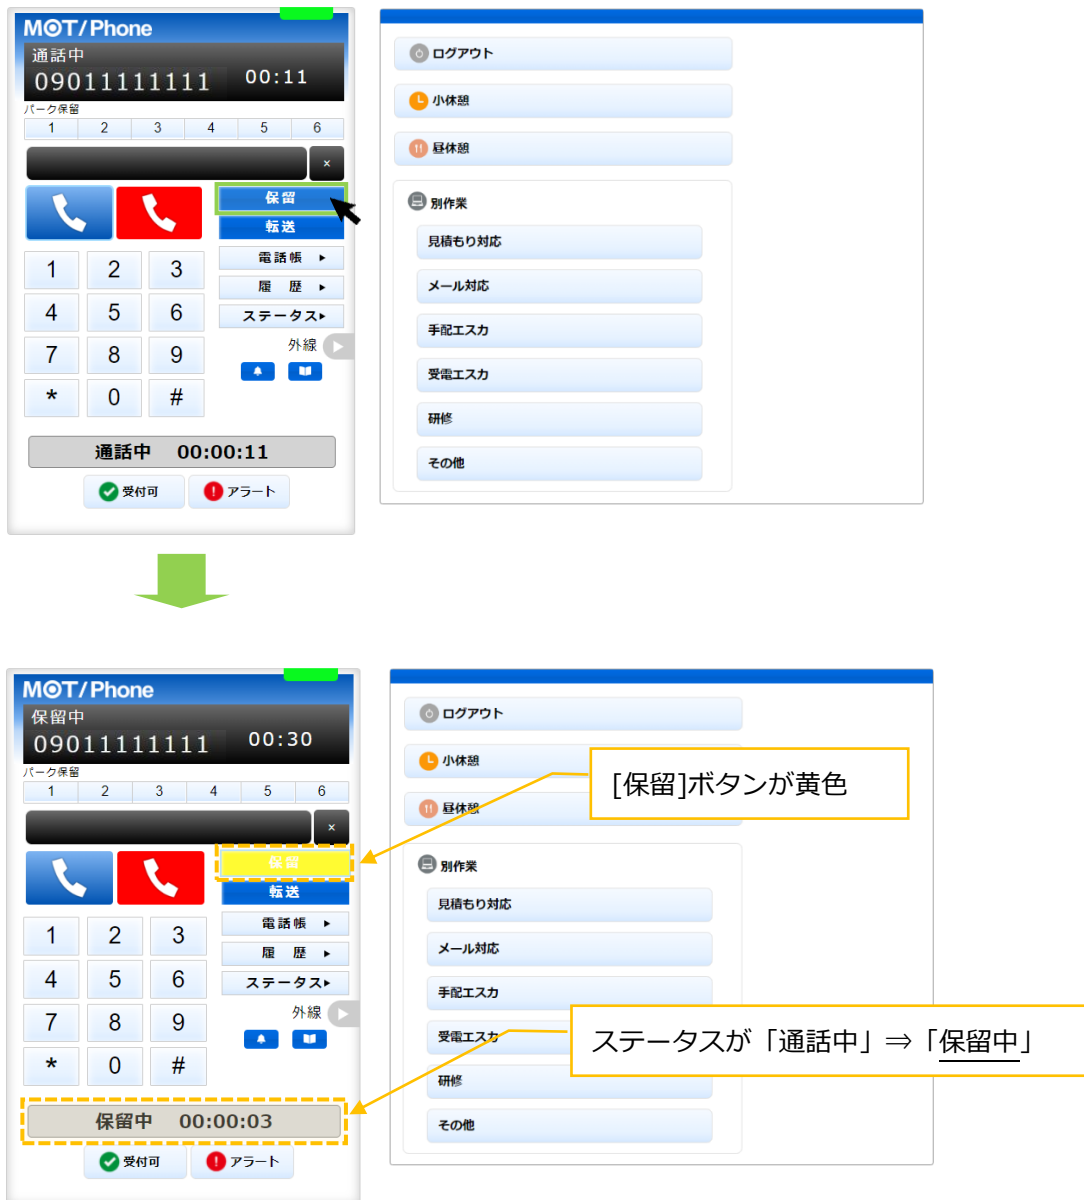 MOT/Phone
通話中
09011111111 00:11
パーク保留
1 2 3 4 5 6
×
保留
転送
電話帳
履 歴
ステータス
外線
1 2 3
4 5 6
7 8 9
* 0 #
通話中 00:00:11
受付可 アラート
ログアウト
小休憩
昼休憩
別作業
見積もり対応
メール対応
手配エスカ
受電エスカ
研修
その他
MOT/Phone
保留中
09011111111 00:30
パーク保留
1 2 3 4 5 6
×
保留
転送
電話帳
履 歴
ステータス
外線
1 2 3
4 5 6
7 8 9
* 0 #
保留中 00:00:03
受付可 アラート
ログアウト
小休憩
昼休憩
別作業
見積もり対応
メール対応
手配エスカ
受電エスカ
研修
その他
[保留]ボタンが黄色
ステータスが「通話中」⇒「保留中」